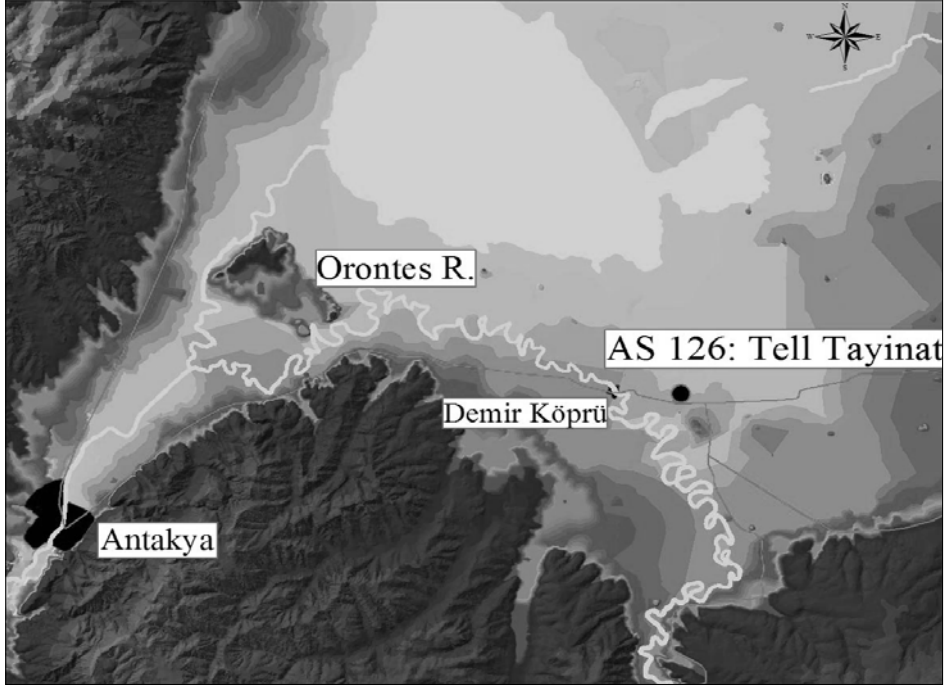 N
W E
S
Orontes R.
AS 126: Tell Tayinat
Demir Köprü
Antakya